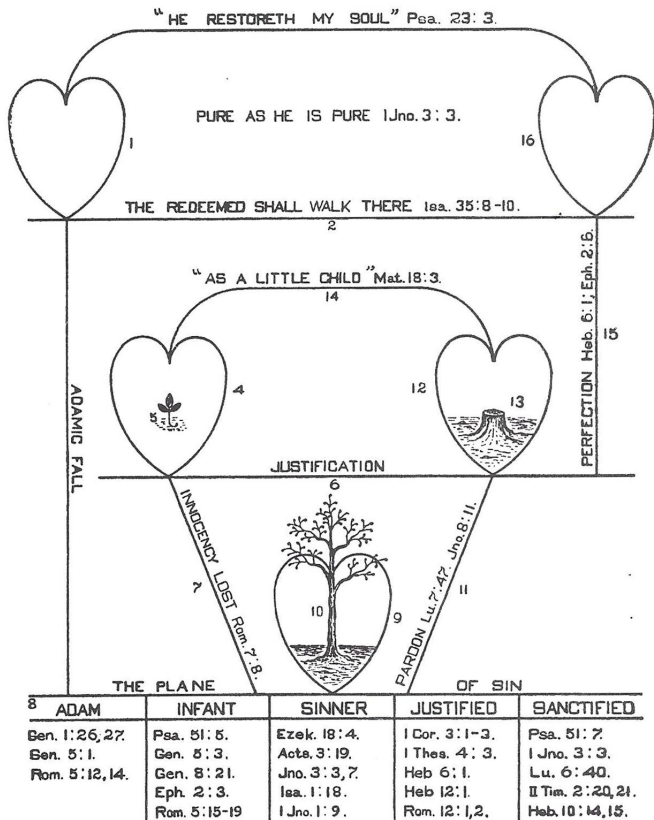 "HE RESTORETH MY SOUL" Psa. 23:3.
PURE AS HE IS PURE 1Jno. 3:3.
1
16
THE REDEEMED SHALL WALK THERE Isa. 35:8-10.
2
"AS A LITTLE CHILD" Mat. 18:3.
14
PERFECTION Heb. 6:1; Eph. 2:6.
15
ADAMIC FALL
4
5
12
13
JUSTIFICATION
6
INNOCENCY LOST Rom. 7:8.
7
10
9
PARDON Lu. 7:47. Jno. 8:11.
11
THE PLANE OF SIN
8
ADAM INFANT SINNER JUSTIFIED SANCTIFIED
Gen. 1:26,27. Psa. 51:5. Ezek. 18:4. 1 Cor. 3:1-3. Psa. 51:7.
Gen. 5:1. Gen. 5:3. Acts. 3:19. 1 Thes. 4:3. 1 Jno. 3:3.
Rom. 5:12,14. Gen. 8:21. Jno. 3:3,7. Heb 6:1. Lu. 6:40.
Eph. 2:3. Isa. 1:18. Heb 12:1. II Tim. 2:20,21.
Rom. 5:15-19 1 Jno. 1:9. Rom. 12:1,2. Heb. 10:14,15.